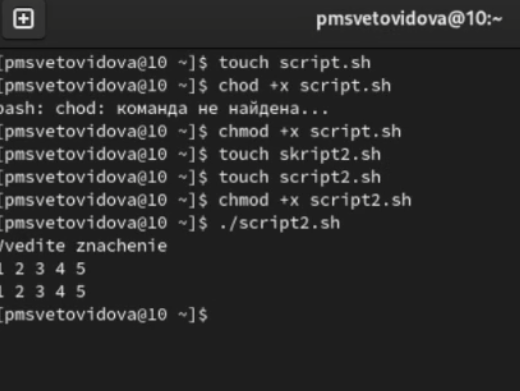 pmsvetovidova@10:~
[pmsvetovidova@10 ~]$ touch script.sh
[pmsvetovidova@10 ~]$ chod +x script.sh
bash: chod: команда не найдена...
[pmsvetovidova@10 ~]$ chmod +x script.sh
[pmsvetovidova@10 ~]$ touch skript2.sh
[pmsvetovidova@10 ~]$ touch script2.sh
[pmsvetovidova@10 ~]$ chmod +x script2.sh
[pmsvetovidova@10 ~]$ ./script2.sh
Vvedite znachenie
1 2 3 4 5
1 2 3 4 5
[pmsvetovidova@10 ~]$